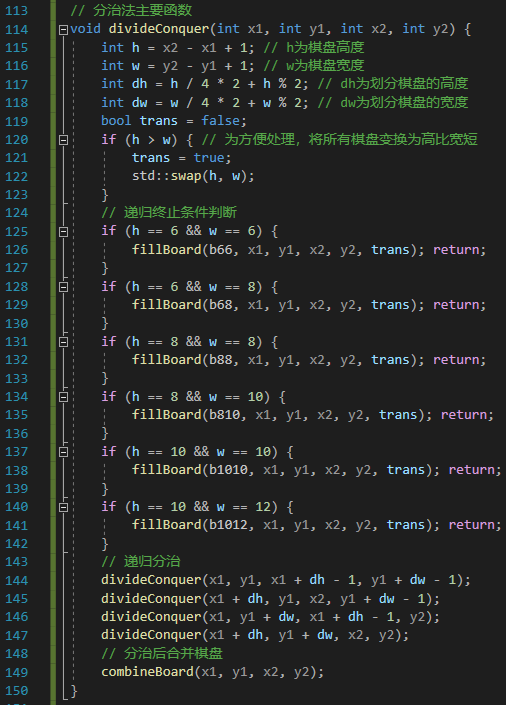 113 // 分治法主要函数
114 void divideConquer(int x1, int y1, int x2, int y2) {
115 int h = x2 - x1 + 1; // h为棋盘高度
116 int w = y2 - y1 + 1; // w为棋盘宽度
117 int dh = h / 4 * 2 + h % 2; // dh为划分棋盘的高度
118 int dw = w / 4 * 2 + w % 2; // dw为划分棋盘的宽度
119 bool trans = false;
120 if (h > w) { // 为方便处理，将所有棋盘变换为高比宽短
121 trans = true;
122 std::swap(h, w);
123 }
124 // 递归终止条件判断
125 if (h == 6 && w == 6) {
126 fillBoard(b66, x1, y1, x2, y2, trans); return;
127 }
128 if (h == 6 && w == 8) {
129 fillBoard(b68, x1, y1, x2, y2, trans); return;
130 }
131 if (h == 8 && w == 8) {
132 fillBoard(b88, x1, y1, x2, y2, trans); return;
133 }
134 if (h == 8 && w == 10) {
135 fillBoard(b810, x1, y1, x2, y2, trans); return;
136 }
137 if (h == 10 && w == 10) {
138 fillBoard(b1010, x1, y1, x2, y2, trans); return;
139 }
140 if (h == 10 && w == 12) {
141 fillBoard(b1012, x1, y1, x2, y2, trans); return;
142 }
143 // 递归分治
144 divideConquer(x1, y1, x1 + dh - 1, y1 + dw - 1);
145 divideConquer(x1 + dh, y1, x2, y1 + dw - 1);
146 divideConquer(x1, y1 + dw, x1 + dh - 1, y2);
147 divideConquer(x1 + dh, y1 + dw, x2, y2);
148 // 分治后合并棋盘
149 combineBoard(x1, y1, x2, y2);
150 }